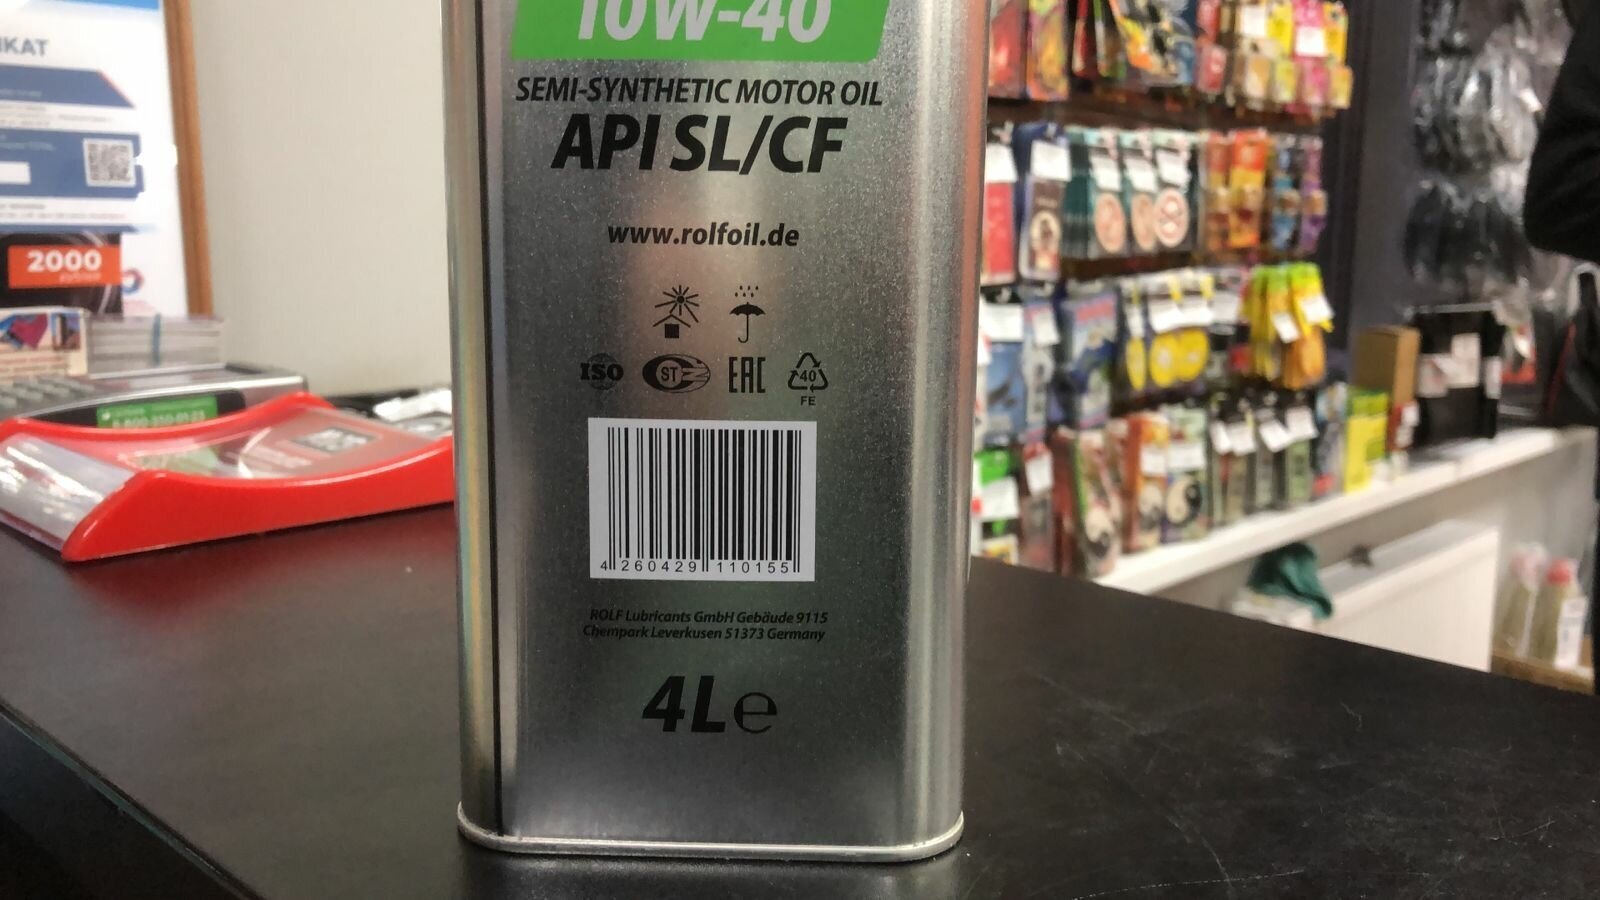 10W-40
SEMI-SYNTHETIC MOTOR OIL
API SL/CF
www.rolfoil.de
ISO
ST
EAC
40
FE
4 260429 110155
ROLF Lubricants GmbH Gebäude 9115
Chempark Leverkusen 51373 Germany
4L e
2000